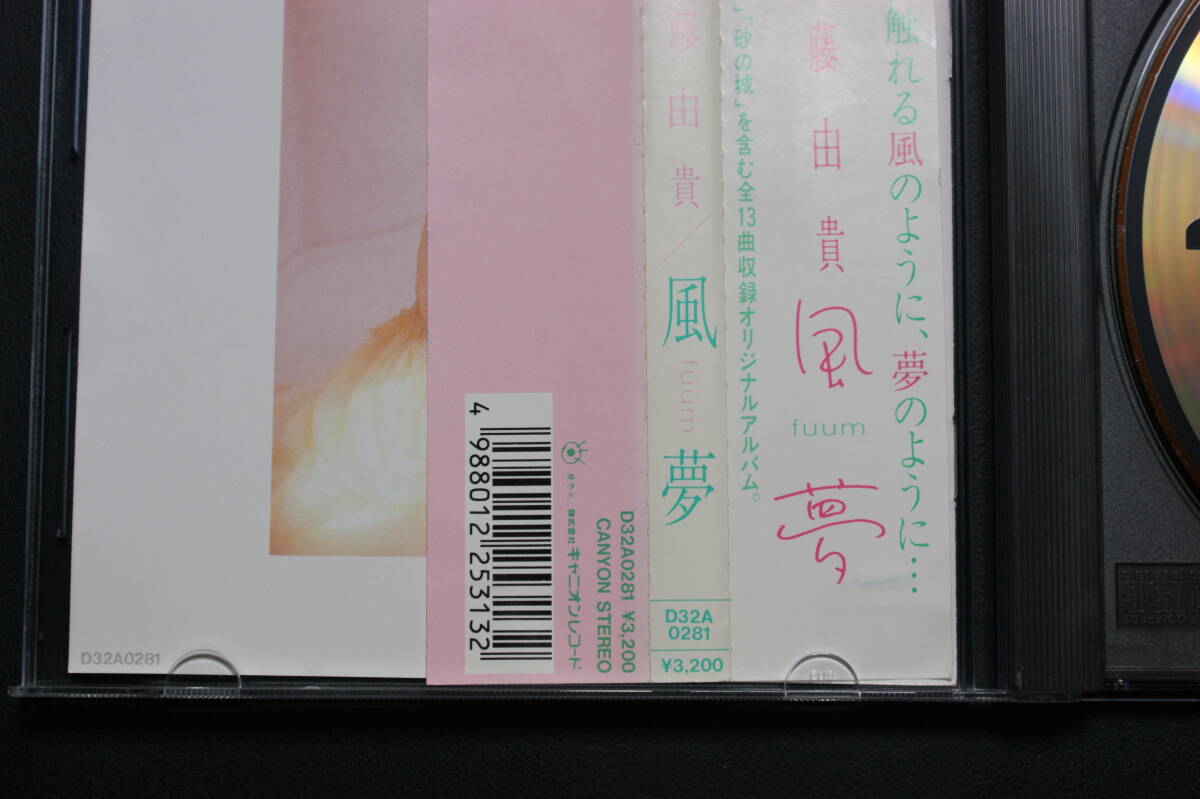 触れる風のように、夢のように…
藤由貴
風
fuum
夢
」「砂の城」を含む全13曲収録オリジナルアルバム。
藤由貴／風
fuum
夢
D32A
0281
¥3,200
D32A0281 ¥3,200
CANYON STEREO
発売元 株式会社 キャニオンレコード
4 988012 253132
D32A0281